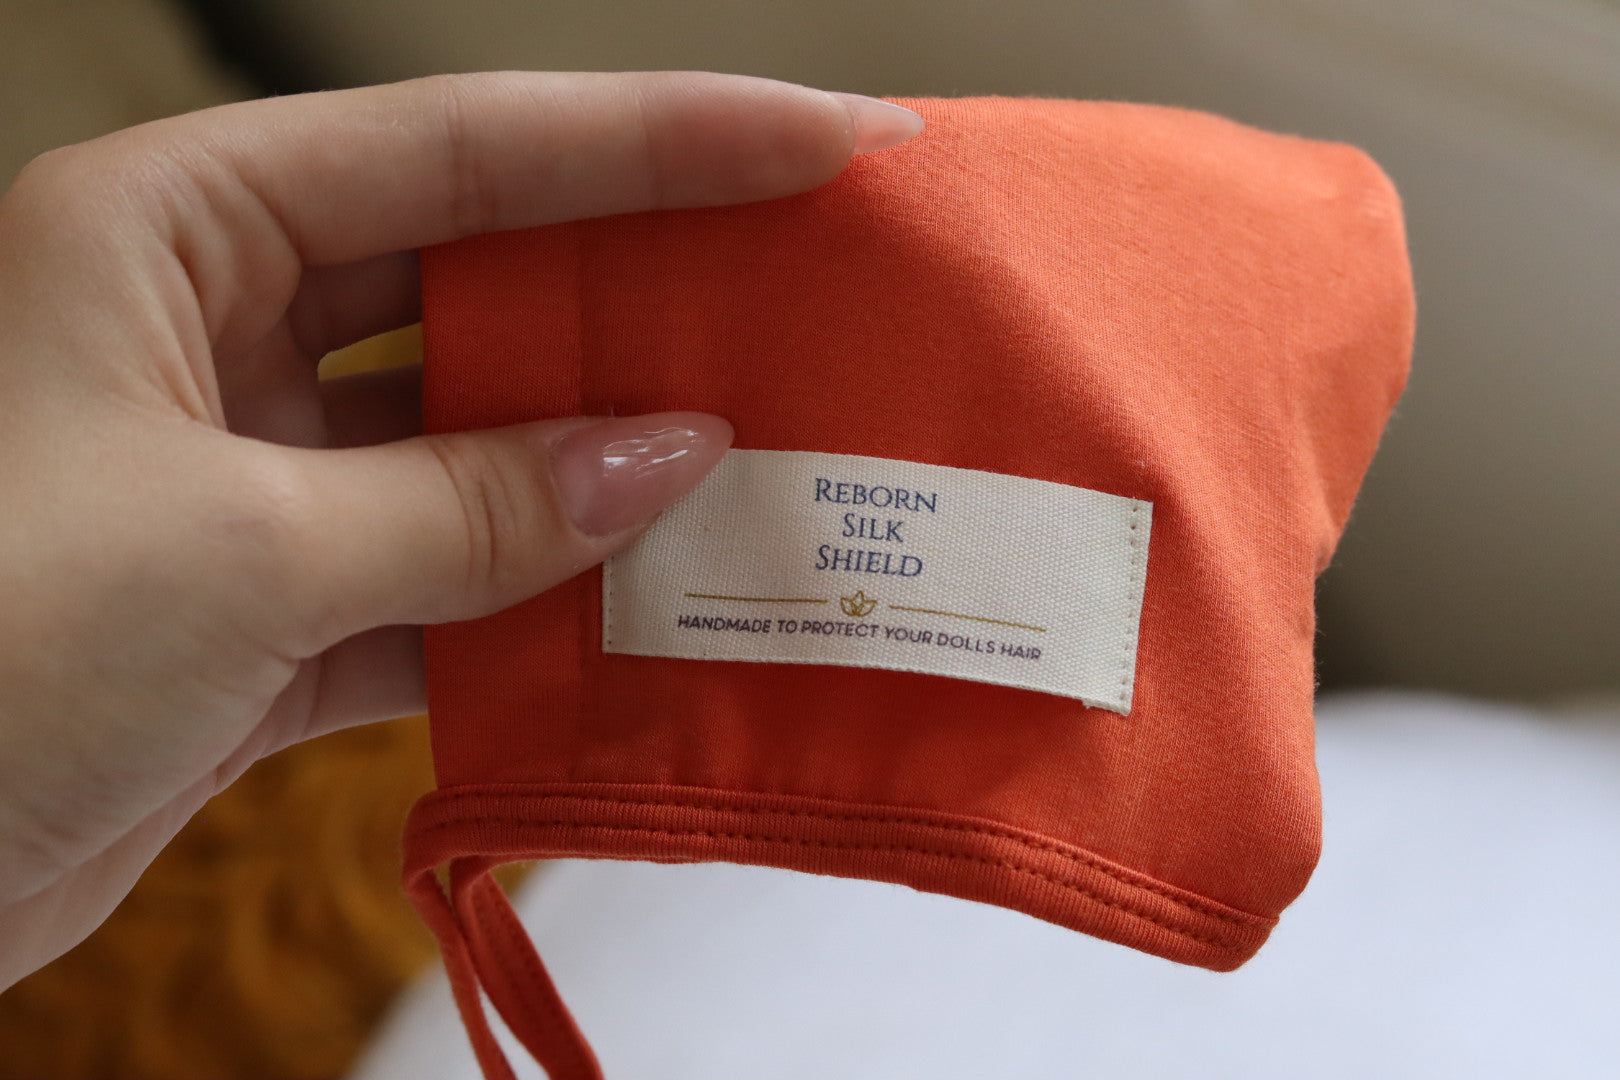 Reborn
Silk
Shield
HANDMADE TO PROTECT YOUR DOLLS HAIR